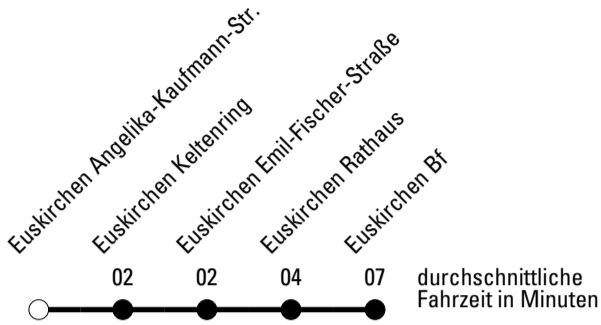 Euskirchen Angelika-Kaufmann-Str.
Euskirchen Keltenring
Euskirchen Emil-Fischer-Straße
Euskirchen Rathaus
Euskirchen Bf
02 02 04 07
durchschnittliche
Fahrzeit in Minuten